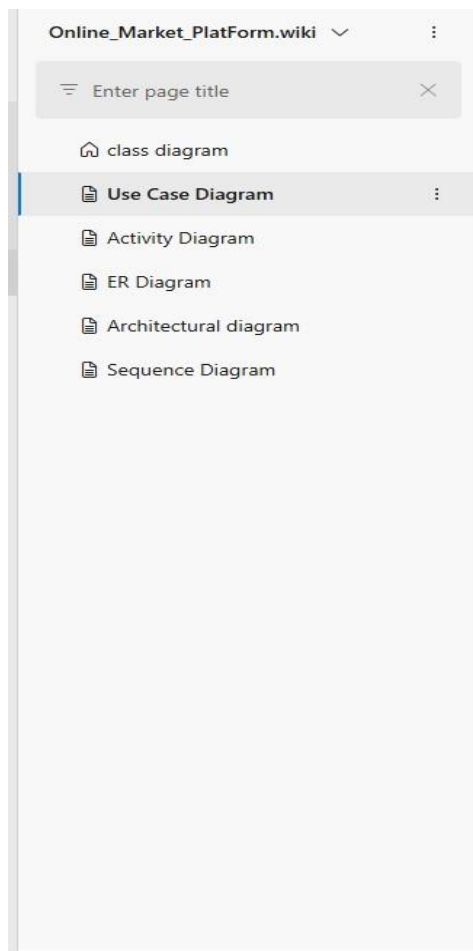 Online_Market_PlatForm.wiki
Enter page title
class diagram
Use Case Diagram
Activity Diagram
ER Diagram
Architectural diagram
Sequence Diagram